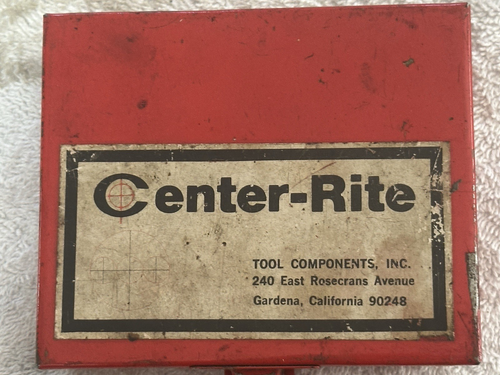 Center-Rite
TOOL COMPONENTS, INC.
240 East Rosecrans Avenue
Gardena, California 90248